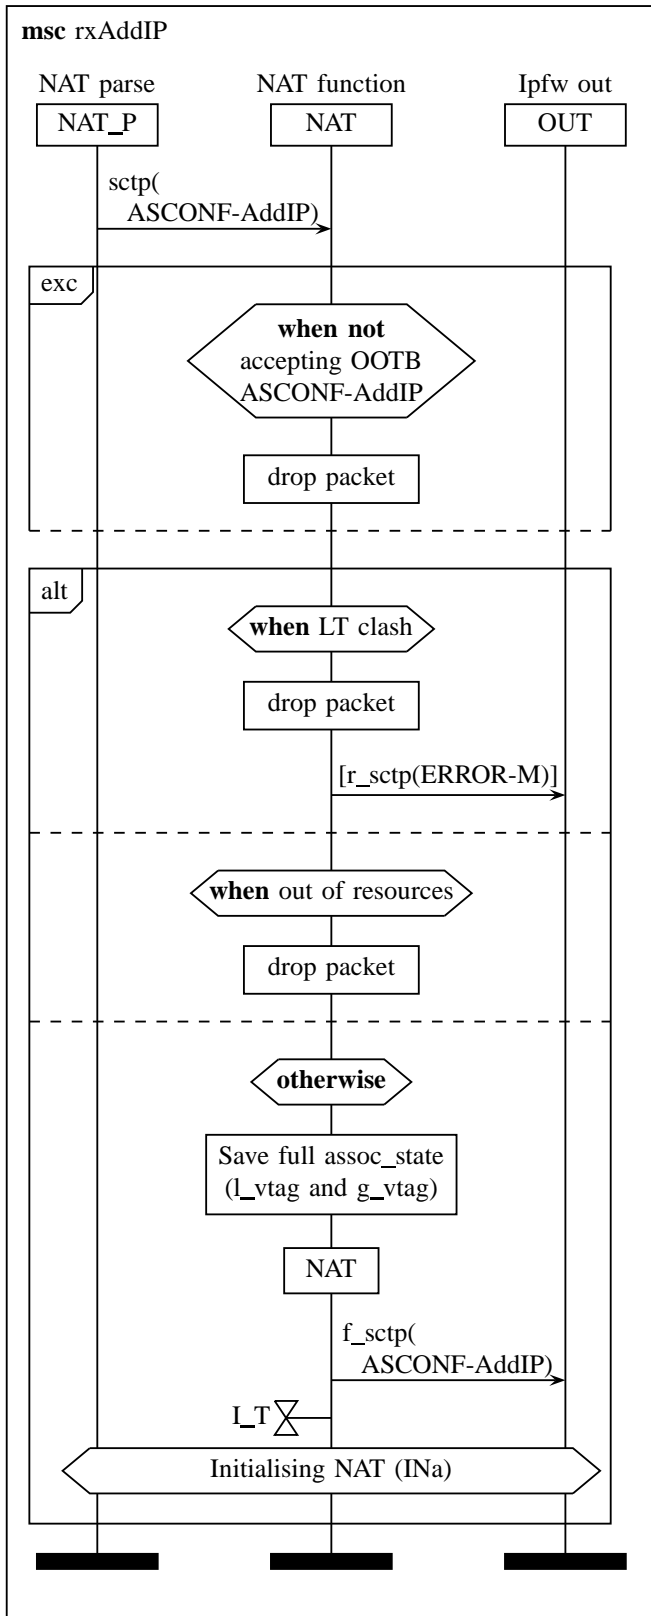 msc rxAddIP
NAT parse
NAT function
Ipfw out
NAT_P
NAT
OUT
sctp(
ASCONF-AddIP)
exc
when not
accepting OOTB
ASCONF-AddIP
drop packet
alt
when LT clash
drop packet
[r_sctp(ERROR-M)]
when out of resources
drop packet
otherwise
Save full assoc_state
(l_vtag and g_vtag)
NAT
f_sctp(
ASCONF-AddIP)
I_T
Initialising NAT (INa)